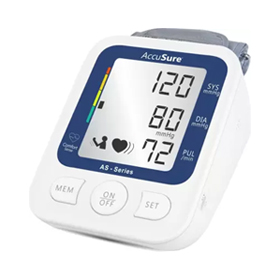 AccuSure
120 SYS
mmHg
80 DIA
mmHg
72 PUL
/min
Comfort
AS - Series
MEM
ON
OFF
SET